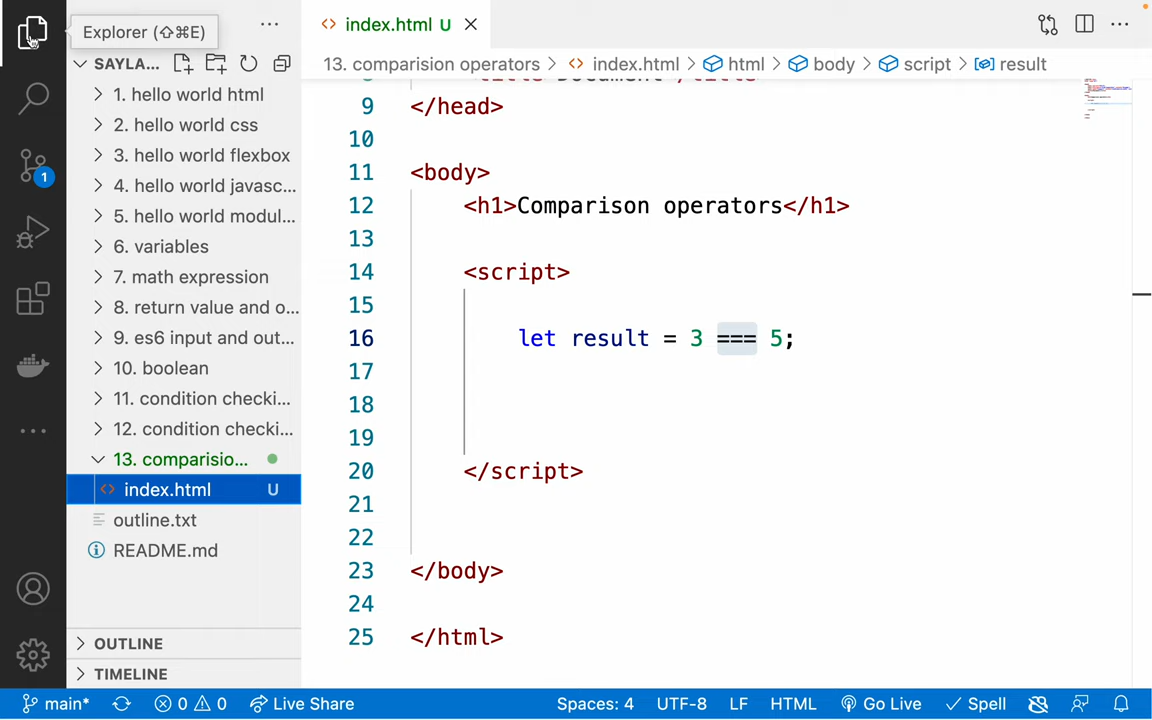 Explorer (⇧⌘E)
SAYLA...
1. hello world html
2. hello world css
3. hello world flexbox
4. hello world javasc...
5. hello world modul...
6. variables
7. math expression
8. return value and o...
9. es6 input and out...
10. boolean
11. condition checki...
12. condition checki...
13. comparisio...
index.html U
outline.txt
README.md
OUTLINE
TIMELINE
1
index.html U
13. comparision operators > index.html > html > body > script > result
9 </head>
10
11 <body>
12 <h1>Comparison operators</h1>
13
14 <script>
15
16 let result = 3 === 5;
17
18
19
20 </script>
21
22
23 </body>
24
25 </html>
main* 0 0 Live Share Spaces: 4 UTF-8 LF HTML Go Live Spell